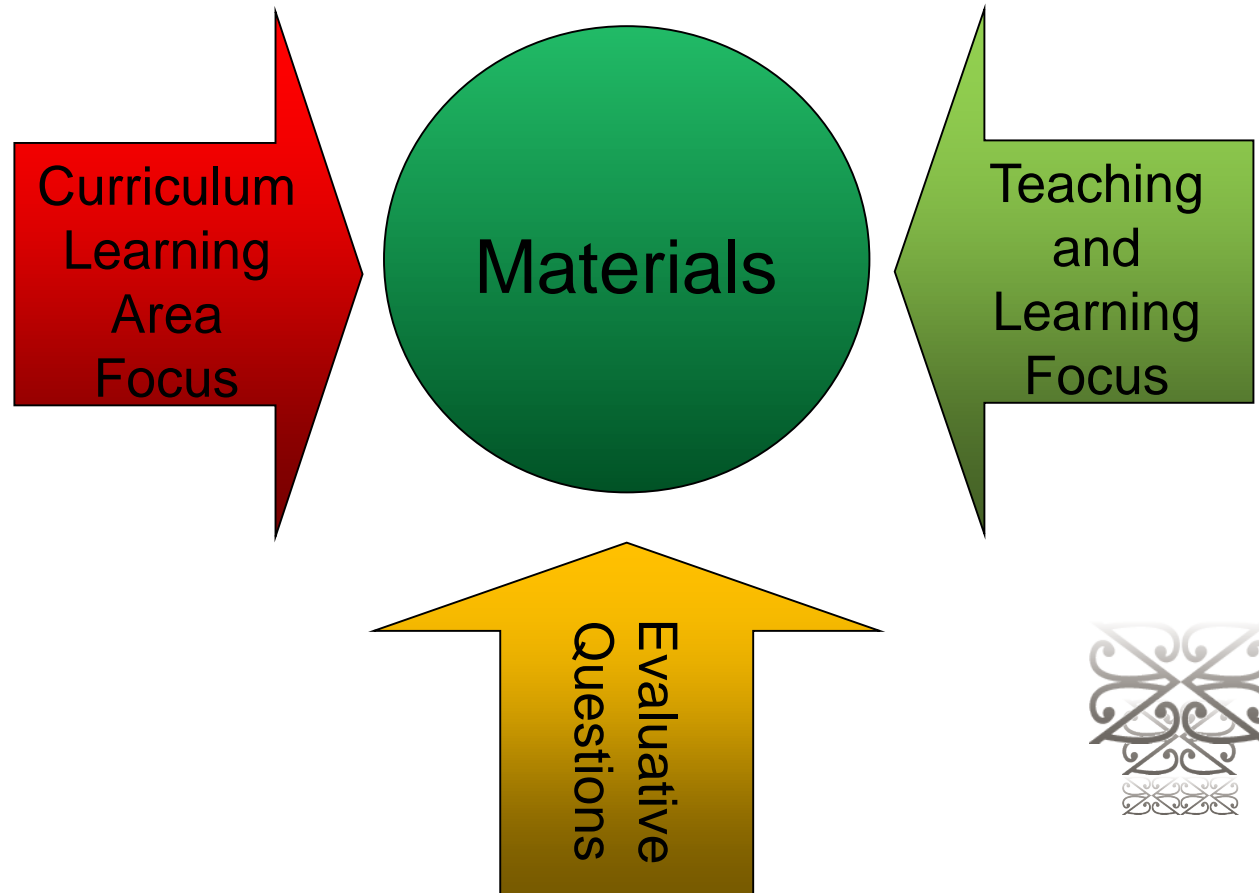 Curriculum
Learning
Area
Focus
Materials
Teaching
and
Learning
Focus
Evaluative
Questions